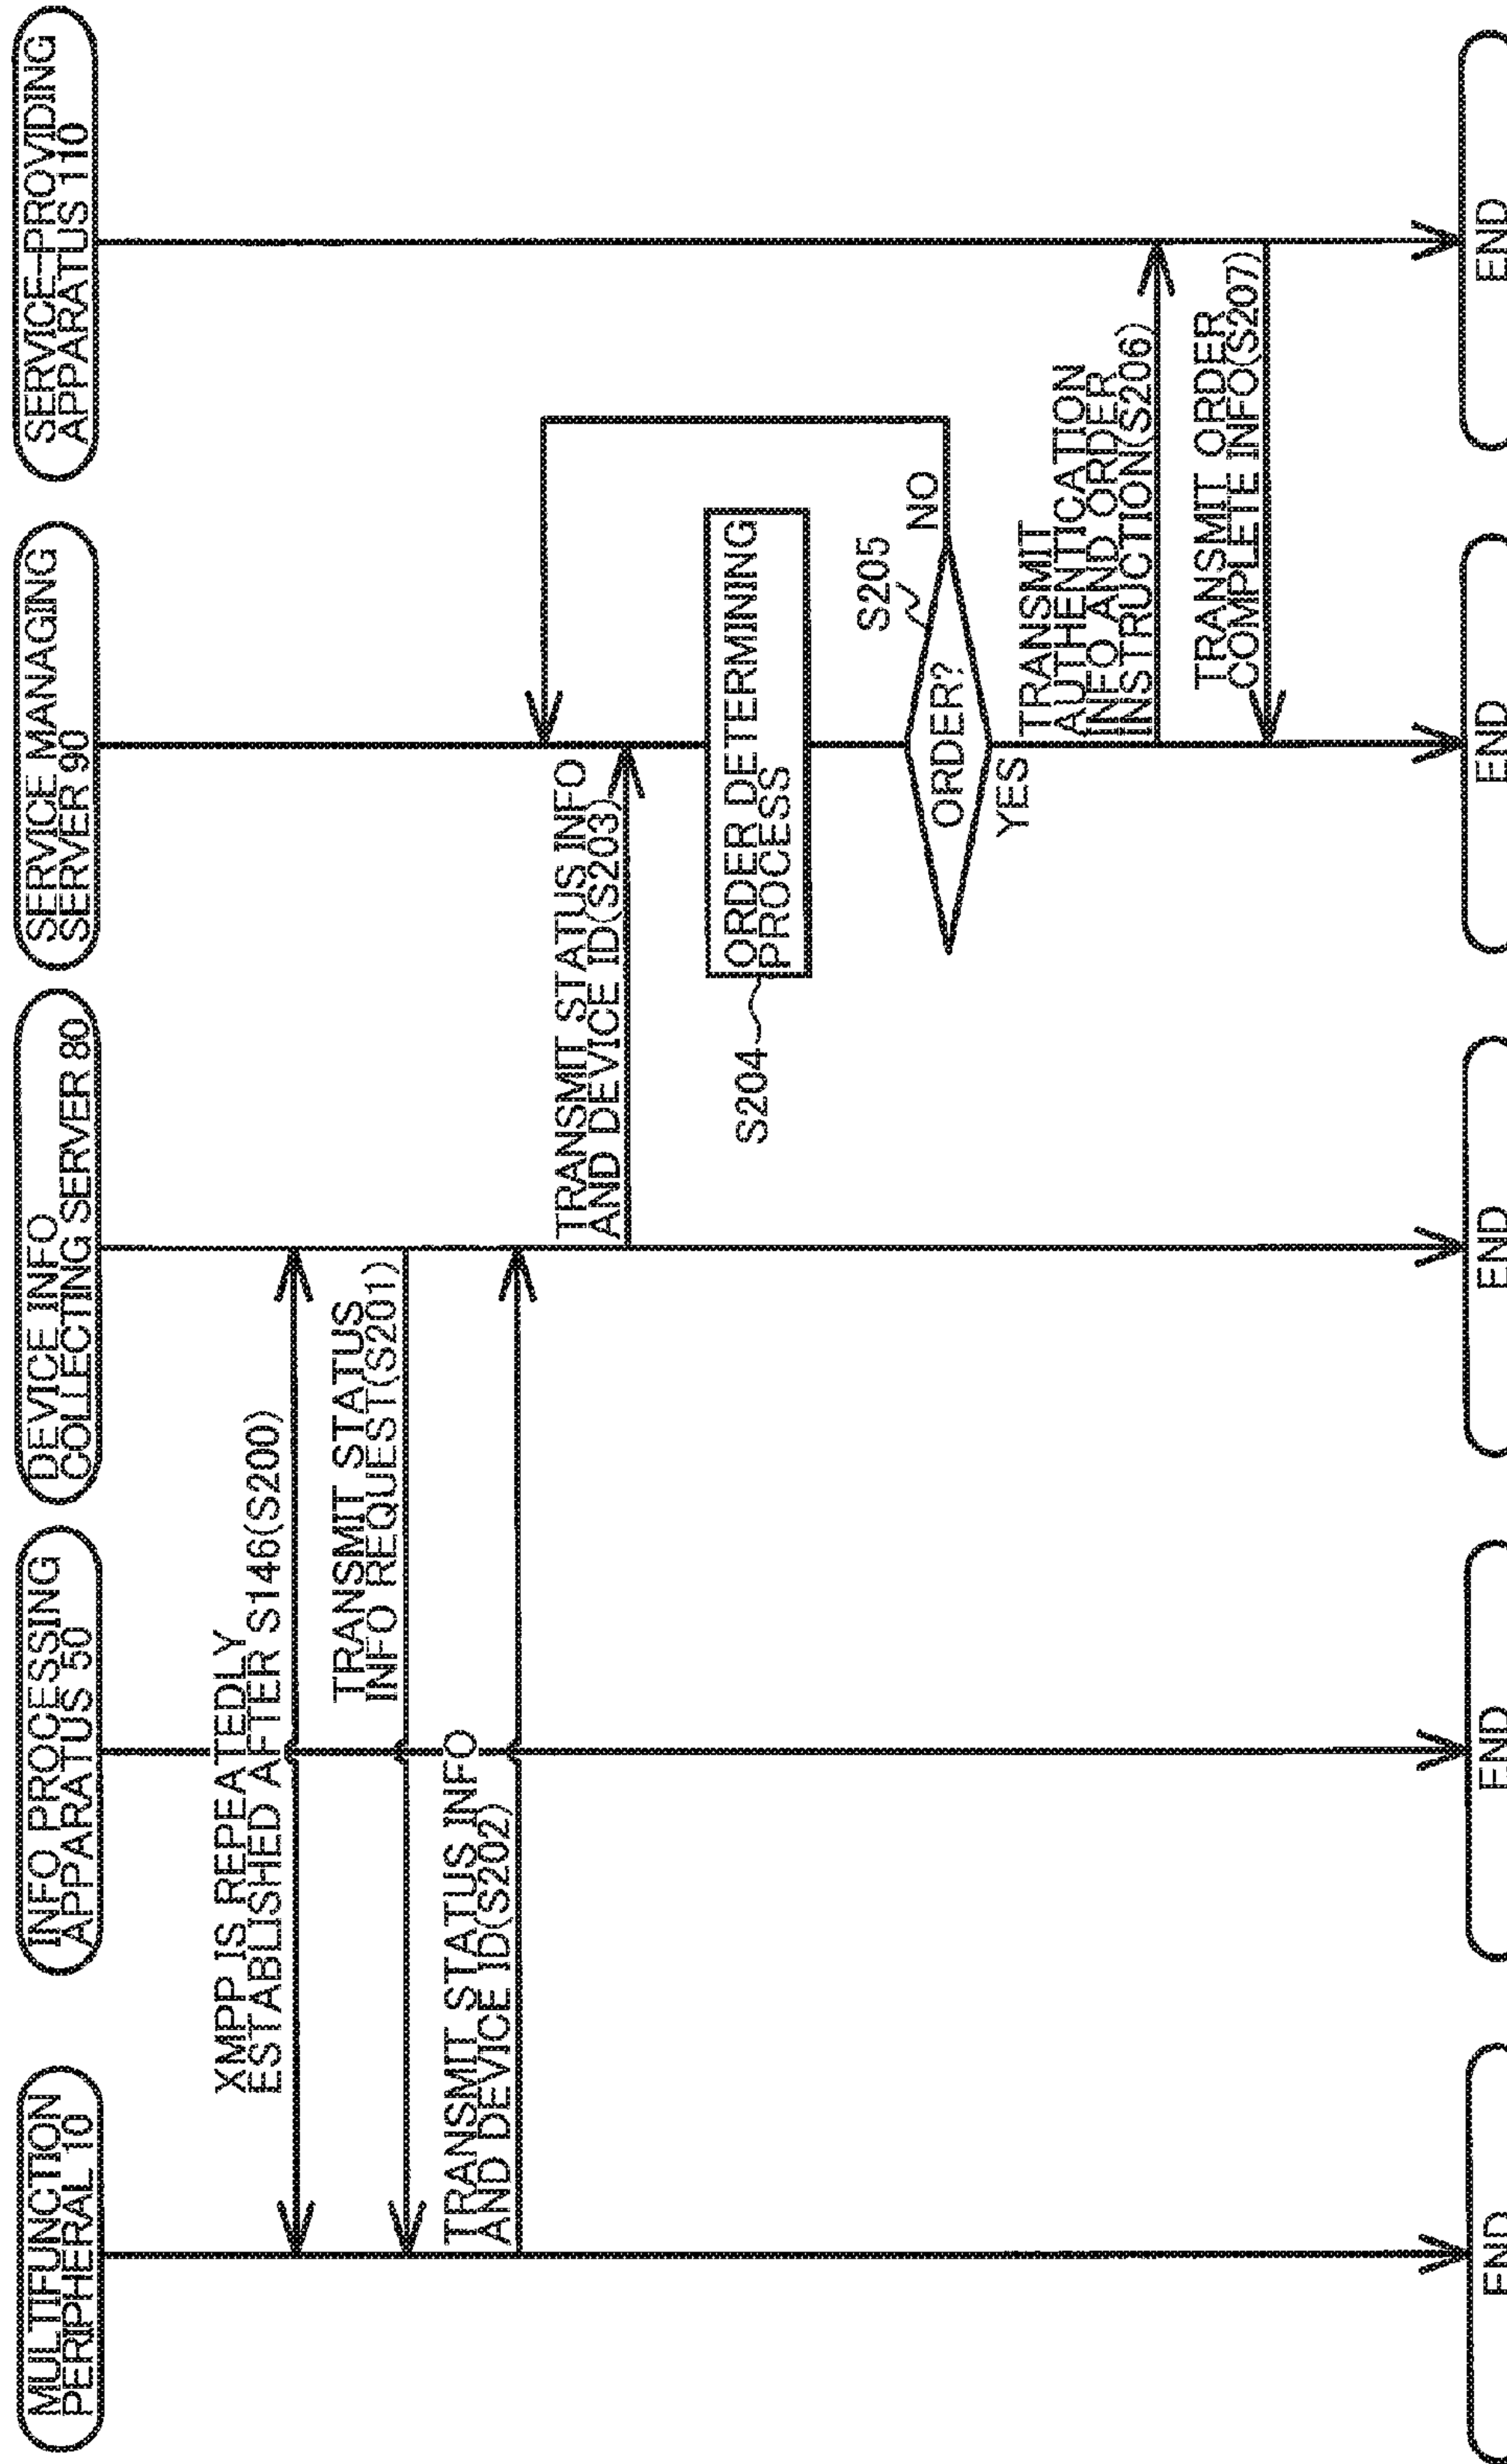 MULTIFUNCTION
PERIPHERAL 10
INFO PROCESSING
APPARATUS 50
DEVICE INFO
COLLECTING SERVER 80
SERVICE MANAGING
SERVER 90
SERVICE-PROVIDING
APPARATUS 110
XMPP IS REPEATEDLY
ESTABLISHED AFTER S146(S200)
TRANSMIT STATUS
INFO REQUEST(S201)
TRANSMIT STATUS INFO
AND DEVICE ID(S202)
TRANSMIT STATUS INFO
AND DEVICE ID(S203)
S204
ORDER DETERMINING
PROCESS
S205
ORDER?
NO
YES
TRANSMIT
AUTHENTICATION
INFO AND ORDER
INSTRUCTION(S206)
TRANSMIT ORDER
COMPLETE INFO(S207)
END
END
END
END
END